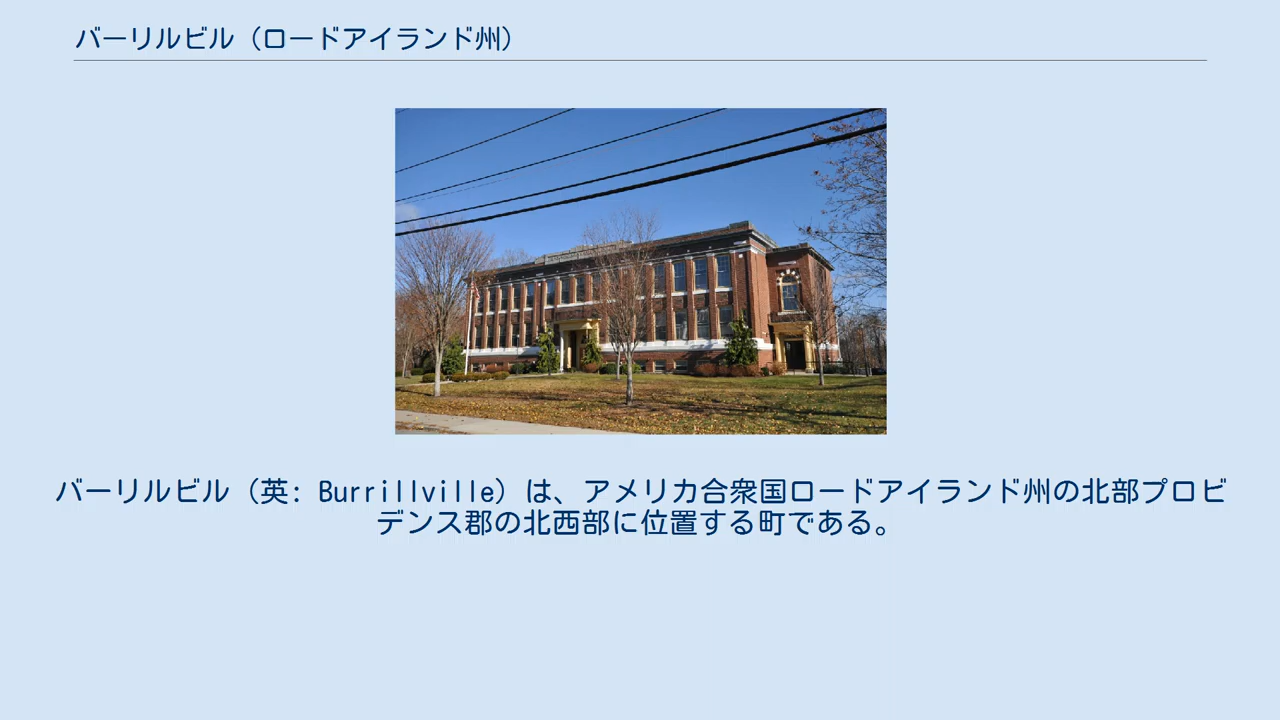 バーリルビル（ロードアイランド州）
バーリルビル（英: Burrillville）は、アメリカ合衆国ロードアイランド州の北部プロビ
デンス郡の北西部に位置する町である。